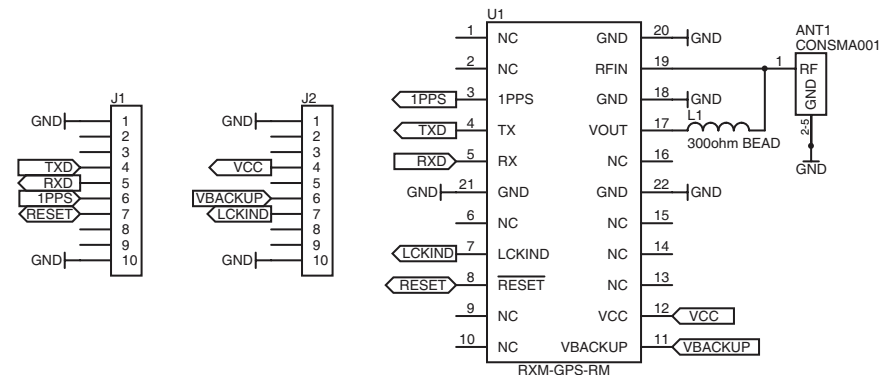 J1
GND 1
2
3
TXD 4
RXD 5
1PPS 6
RESET 7
8
9
GND 10
J2
GND 1
2
3
VCC 4
5
VBACKUP 6
LCKIND 7
8
9
GND 10
U1
1 NC GND 20 GND
2 NC RFIN 19
1PPS 3 1PPS GND 18 GND
TXD 4 TX VOUT 17
RXD 5 RX NC 16
GND 21 GND GND 22 GND
6 NC NC 15
LCKIND 7 LCKIND NC 14
RESET 8 RESET NC 13
9 NC VCC 12 VCC
10 NC VBACKUP 11 VBACKUP
RXM-GPS-RM
L1
300ohm BEAD
ANT1
CONSMA001
1 RF
GND
2-5
GND